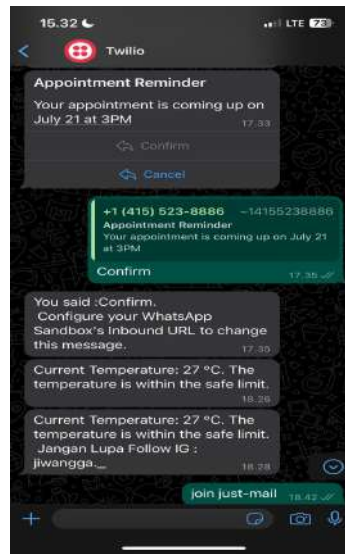 15.32
LTE 73
Twilio
Appointment Reminder
Your appointment is coming up on
July 21 at 3PM
17.33
Confirm
Cancel
+1 (415) 523-8886 ~14155238886
Appointment Reminder
Your appointment is coming up on July 21
at 3PM
Confirm
17.35
You said :Confirm.
Configure your WhatsApp
Sandbox's Inbound URL to change
this message.
17.35
Current Temperature: 27 °C. The
temperature is within the safe limit.
18.26
Current Temperature: 27 °C. The
temperature is within the safe limit.
Jangan Lupa Follow IG :
jiwangga._
18.28
join just-mail
18.42